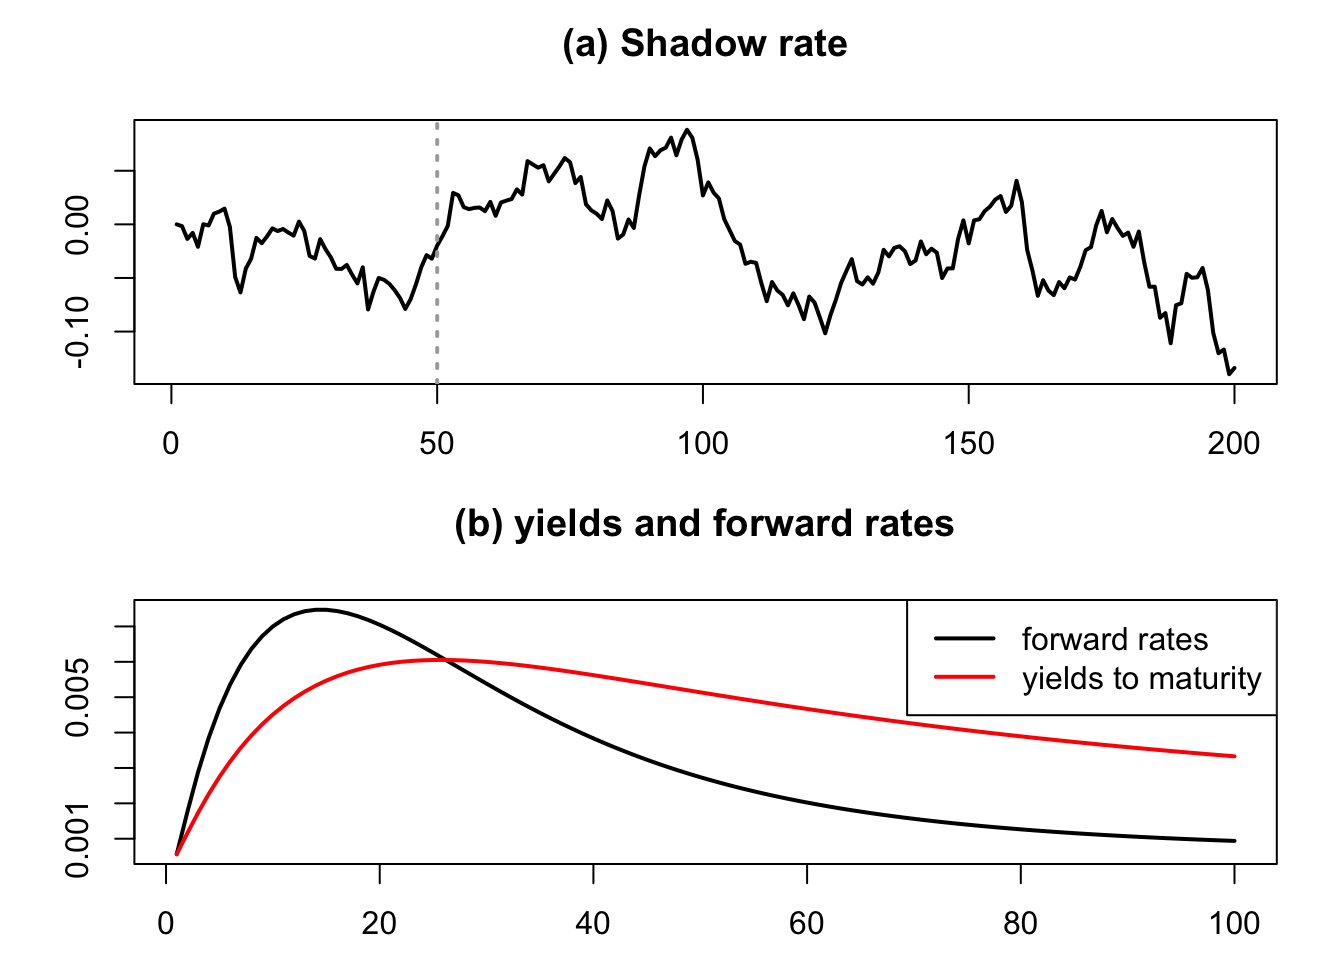 (a) Shadow rate
0.00
-0.10
0 50 100 150 200
(b) yields and forward rates
forward rates
yields to maturity
0.005
0.001
0 20 40 60 80 100